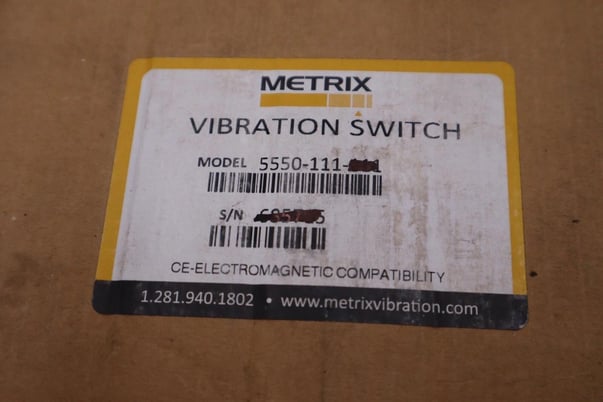 METRIX
VIBRATION SWITCH
MODEL 5550-111-
S/N
CE-ELECTROMAGNETIC COMPATIBILITY
1.281.940.1802 • www.metrixvibration.com